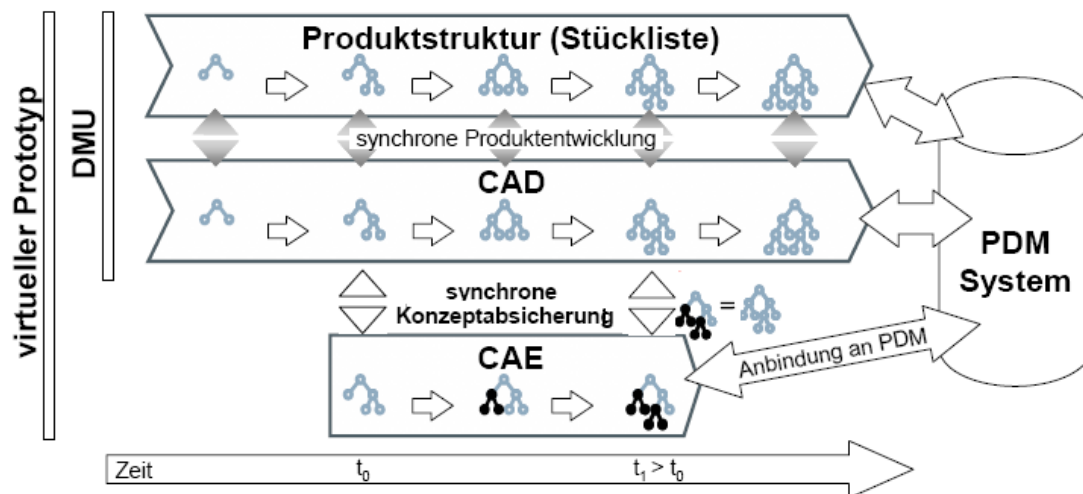 Produktstruktur (Stückliste)
synchrone Produktentwicklung
CAD
synchrone
Konzeptabsicherung
=
CAE
Anbindung an PDM
PDM
System
virtueller Prototyp
DMU
Zeit
t₀
t₁ > t₀